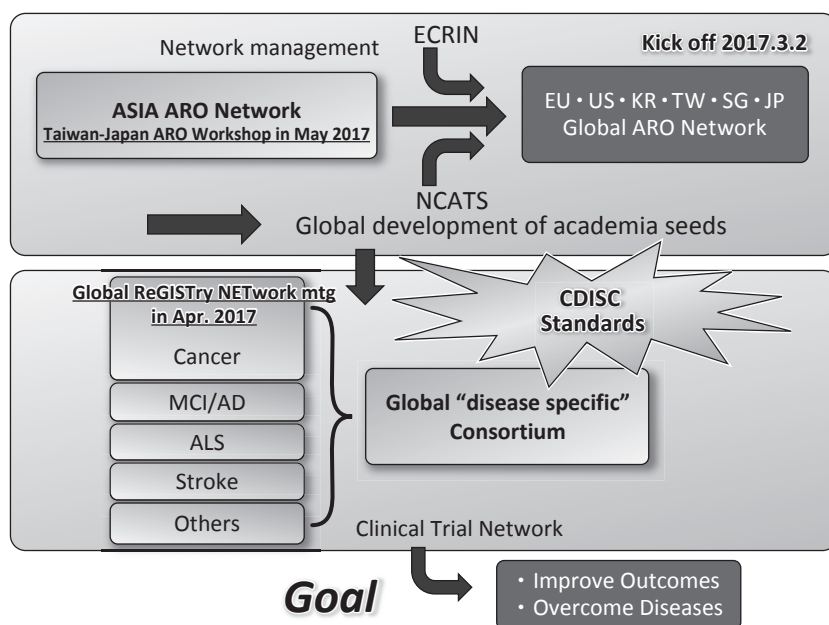 Network management
ECRIN
Kick off 2017.3.2
ASIA ARO Network
Taiwan-Japan ARO Workshop in May 2017
EU・US・KR・TW・SG・JP
Global ARO Network
NCATS
Global development of academia seeds
Global ReGISTry NETwork mtg
in Apr. 2017
Cancer
MCI/AD
ALS
Stroke
Others
CDISC
Standards
Global “disease specific”
Consortium
Clinical Trial Network
Goal
・Improve Outcomes
・Overcome Diseases